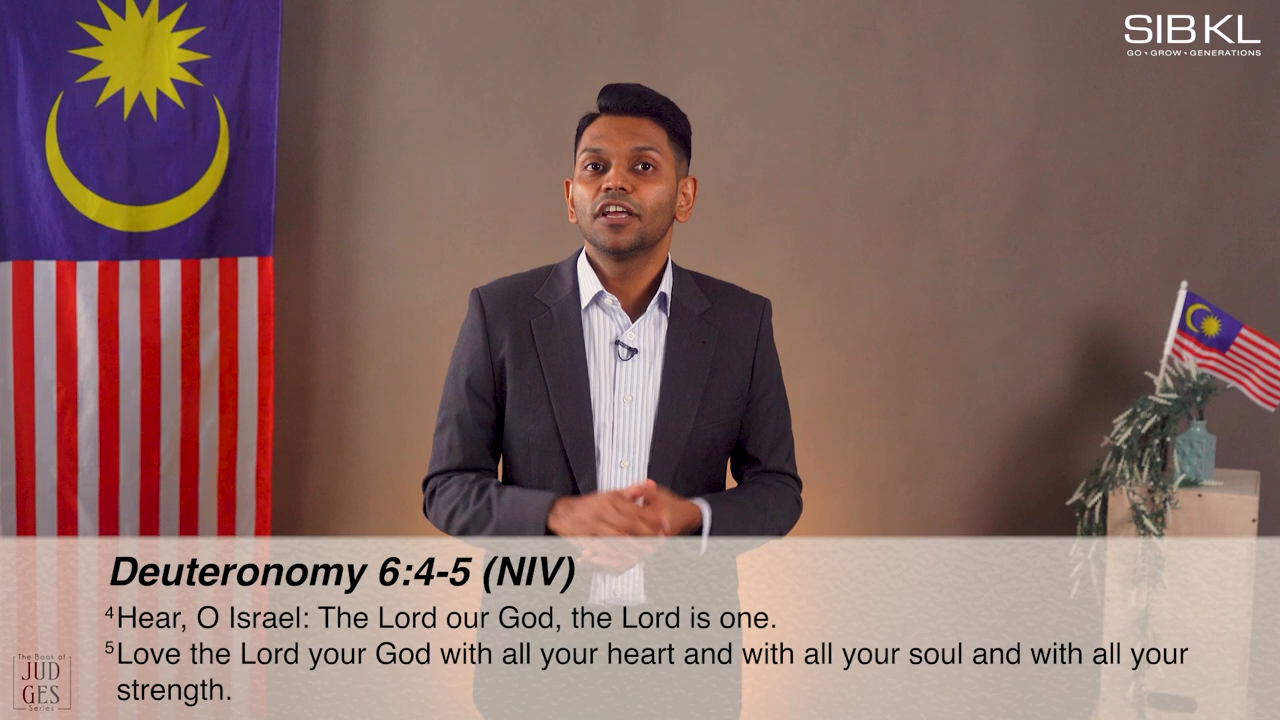 SIBKL
GO • GROW • GENERATIONS
Deuteronomy 6:4-5 (NIV)
⁴Hear, O Israel: The Lord our God, the Lord is one.
⁵Love the Lord your God with all your heart and with all your soul and with all your
strength.
The Book of
JUD
GES
Series